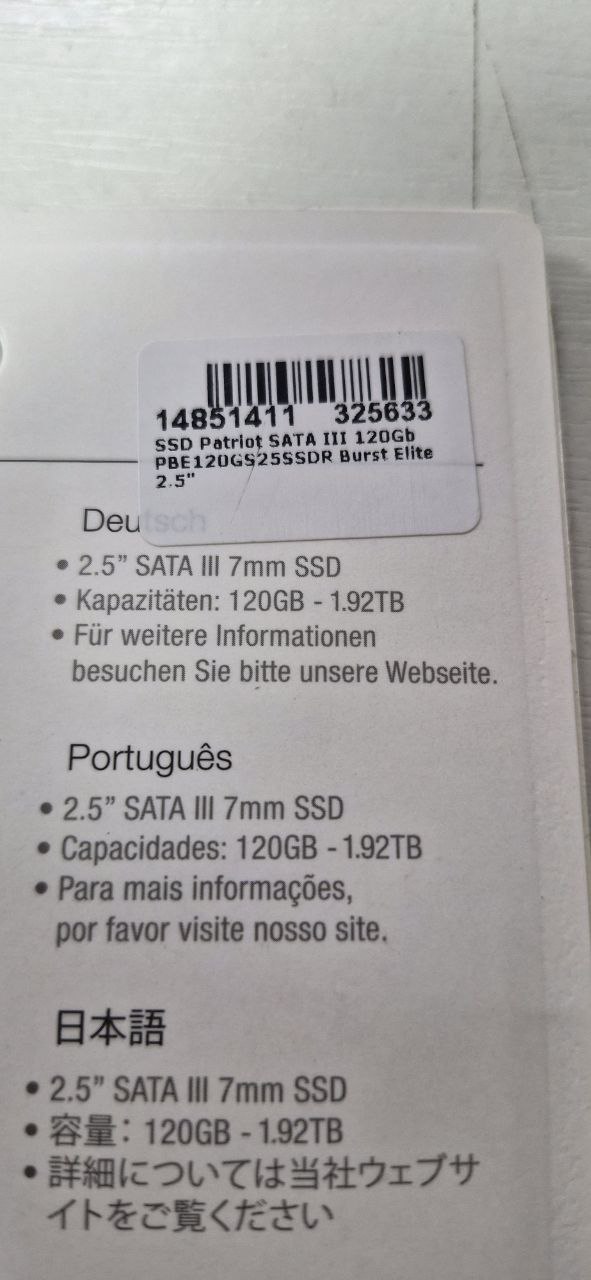 14851411 325633
SSD Patriot SATA III 120Gb
PBE120GS25SSDR Burst Elite
2.5"
Deutsch
• 2.5” SATA III 7mm SSD
• Kapazitäten: 120GB - 1.92TB
• Für weitere Informationen
besuchen Sie bitte unsere Webseite.
Português
• 2.5” SATA III 7mm SSD
• Capacidades: 120GB - 1.92TB
• Para mais informações,
por favor visite nosso site.
日本語
• 2.5” SATA III 7mm SSD
• 容量：120GB - 1.92TB
• 詳細については当社ウェブサ
イトをご覧ください